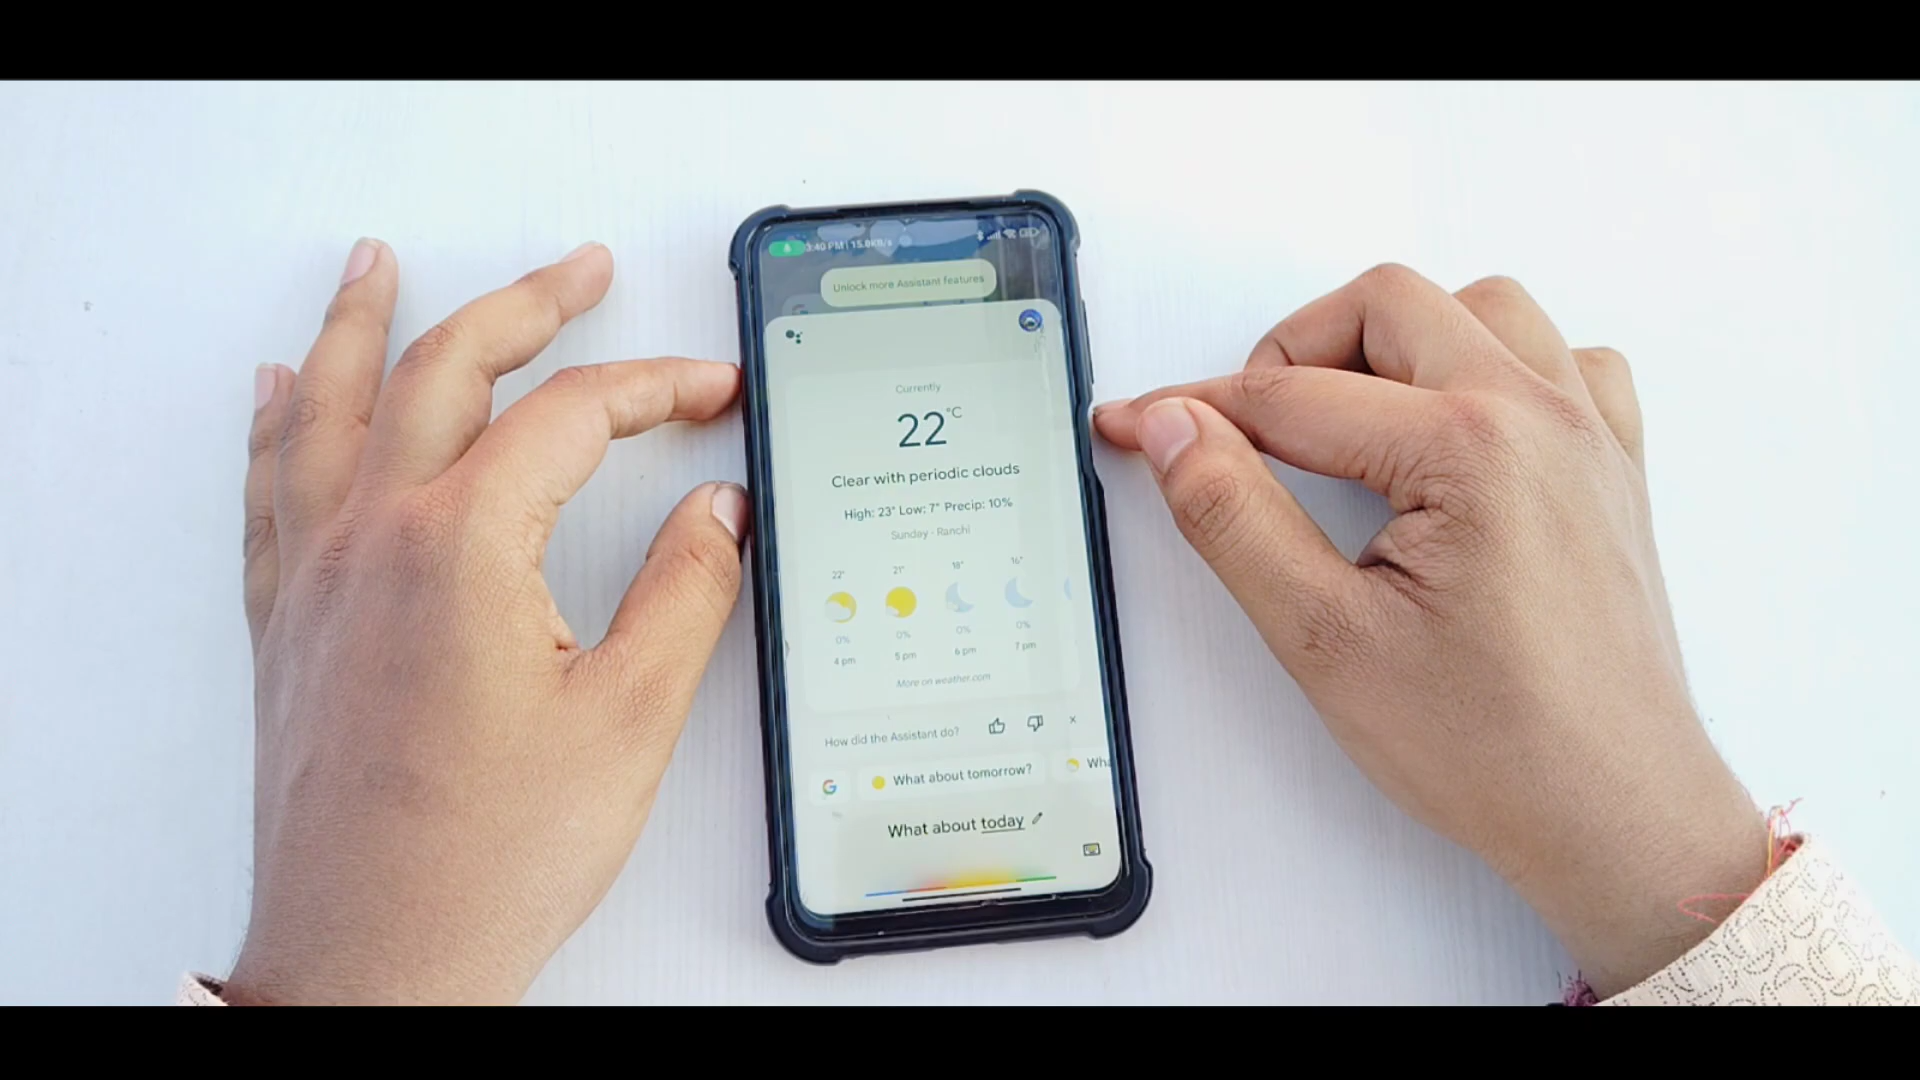 3:40 PM | 15.8KB/s
Unlock more Assistant features
Currently
22°C
Clear with periodic clouds
High: 23° Low: 7° Precip: 10%
Sunday - Ranchi
22° 21° 18° 16°
0% 0% 0% 0%
4 pm 5 pm 6 pm 7 pm
More on weather.com
How did the Assistant do?
What about tomorrow?
What about today